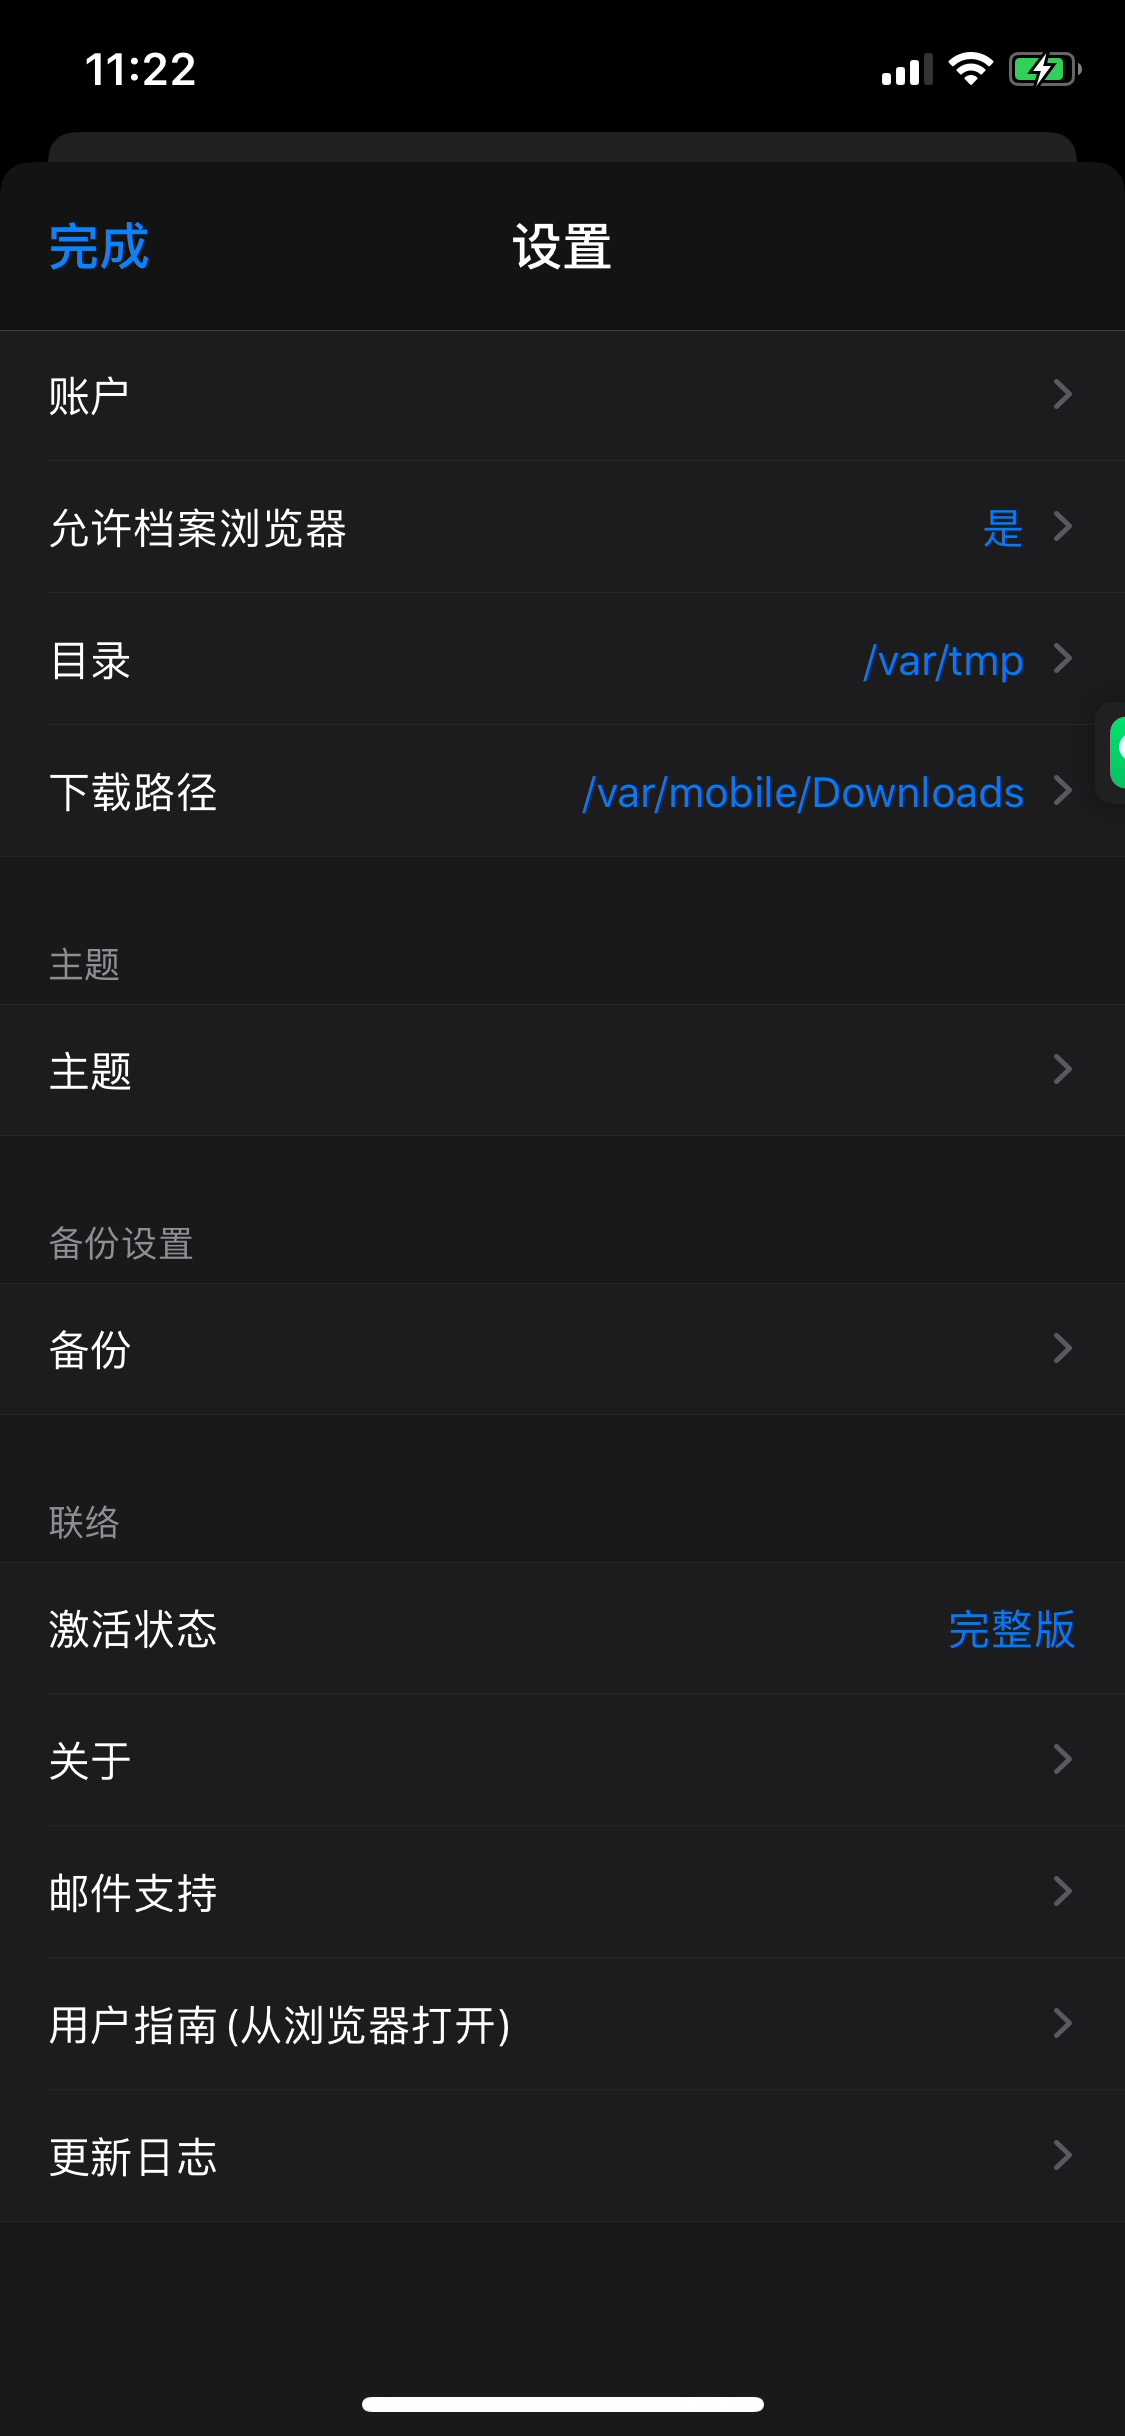 11:22
完成
设置
账户
允许档案浏览器 是
目录 /var/tmp
下载路径 /var/mobile/Downloads
主题
主题
备份设置
备份
联络
激活状态 完整版
关于
邮件支持
用户指南 (从浏览器打开)
更新日志